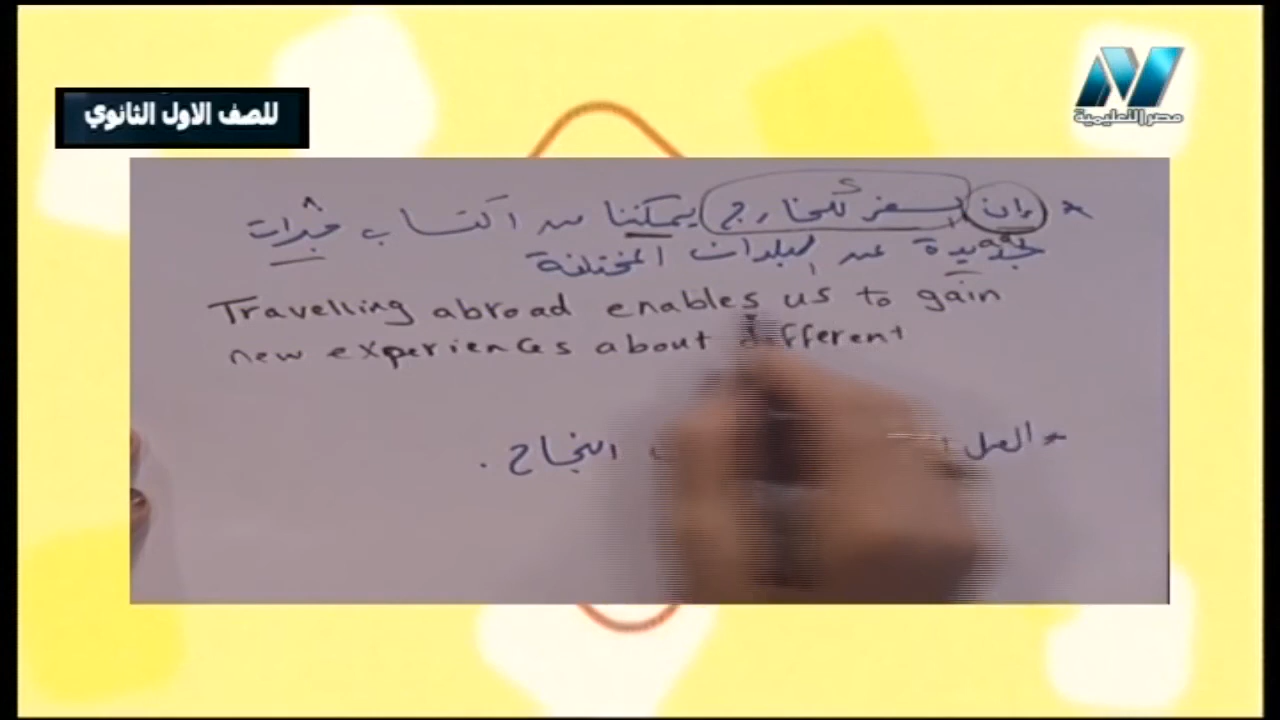 للصف الاول الثانوي
مصر التعليمية
* إن السفر للخارج يمكننا من اكتساب خبرات
جديدة عن البلدان المختلفة
Travelling abroad enables us to gain
new experiences about different
* العمل النجاح .